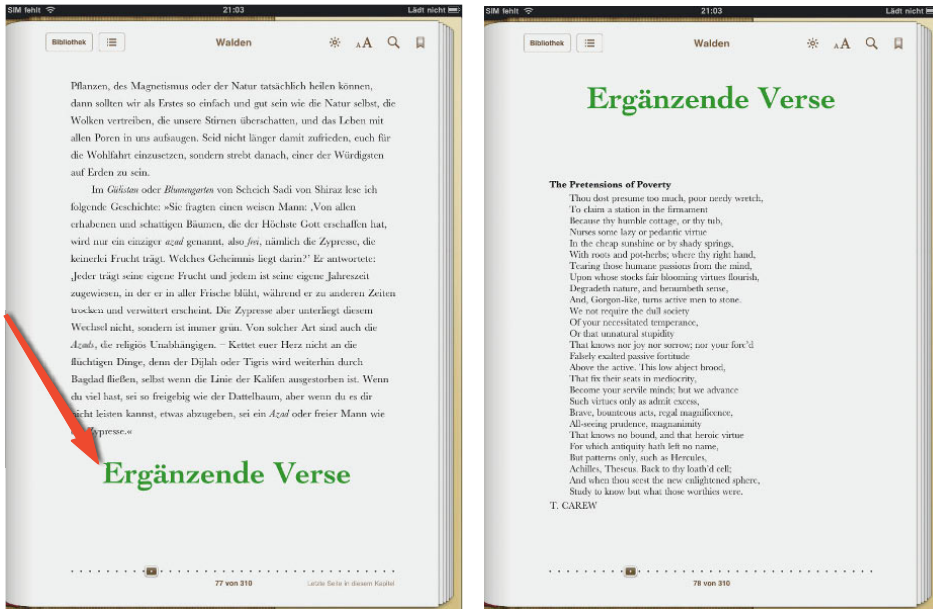 SIM fehlt
21:03
Lädt nicht
Bibliothek
Walden
AA
Pflanzen, des Magnetismus oder der Natur tatsächlich heilen können,
dann sollten wir als Erstes so einfach und gut sein wie die Natur selbst, die
Wolken vertreiben, die unsere Stirnen überschatten, und das Leben mit
allen Poren in uns aufsaugen. Seid nicht länger damit zufrieden, euch für
die Wohlfahrt einzusetzen, sondern strebt danach, einer der Würdigsten
auf Erden zu sein.
Im Gülistan oder Blumengarten von Scheich Sadi von Shiraz lese ich
folgende Geschichte: »Sie fragten einen weisen Mann: ‚Von allen
erhabenen und schattigen Bäumen, die der Höchste Gott erschaffen hat,
wird nur ein einziger azad genannt, also frei, nämlich die Zypresse, die
keinerlei Frucht trägt. Welches Geheimnis liegt darin?' Er antwortete:
‚Jeder trägt seine eigene Frucht und jedem ist seine eigene Jahreszeit
zugewiesen, in der er in aller Frische blüht, während er zu anderen Zeiten
trocken und verwittert erscheint. Die Zypresse aber unterliegt diesem
Wechsel nicht, sondern ist immer grün. Von solcher Art sind auch die
Azads, die religiös Unabhängigen. – Kettet euer Herz nicht an die
flüchtigen Dinge, denn der Dijlah oder Tigris wird weiterhin durch
Bagdad fließen, selbst wenn die Linie der Kalifen ausgestorben ist. Wenn
du viel hast, sei so freigebig wie der Dattelbaum, aber wenn du es dir
nicht leisten kannst, etwas abzugeben, sei ein Azad oder freier Mann wie
Zypresse.«
Ergänzende Verse
77 von 310
Letzte Seite in diesem Kapitel
SIM fehlt
21:03
Lädt nicht
Bibliothek
Walden
AA
Ergänzende Verse
The Pretensions of Poverty
Thou dost presume too much, poor needy wretch,
To claim a station in the firmament
Because thy humble cottage, or thy tub,
Nurses some lazy or pedantic virtue
In the cheap sunshine or by shady springs,
With roots and pot-herbs; where thy right hand,
Tearing those humane passions from the mind,
Upon whose stocks fair blooming virtues flourish,
Degradeth nature, and benumbeth sense,
And, Gorgon-like, turns active men to stone.
We not require the dull society
Of your necessitated temperance,
Or that unnatural stupidity
That knows nor joy nor sorrow; nor your forc'd
Falsely exalted passive fortitude
Above the active. This low abject brood,
That fix their seats in mediocrity,
Become your servile minds; but we advance
Such virtues only as admit excess,
Brave, bounteous acts, regal magnificence,
All-seeing prudence, magnanimity
That knows no bound, and that heroic virtue
For which antiquity hath left no name,
But patterns only, such as Hercules,
Achilles, Theseus. Back to thy loath'd cell;
And when thou seest the new enlightened sphere,
Study to know but what those worthies were.
T. CAREW
78 von 310